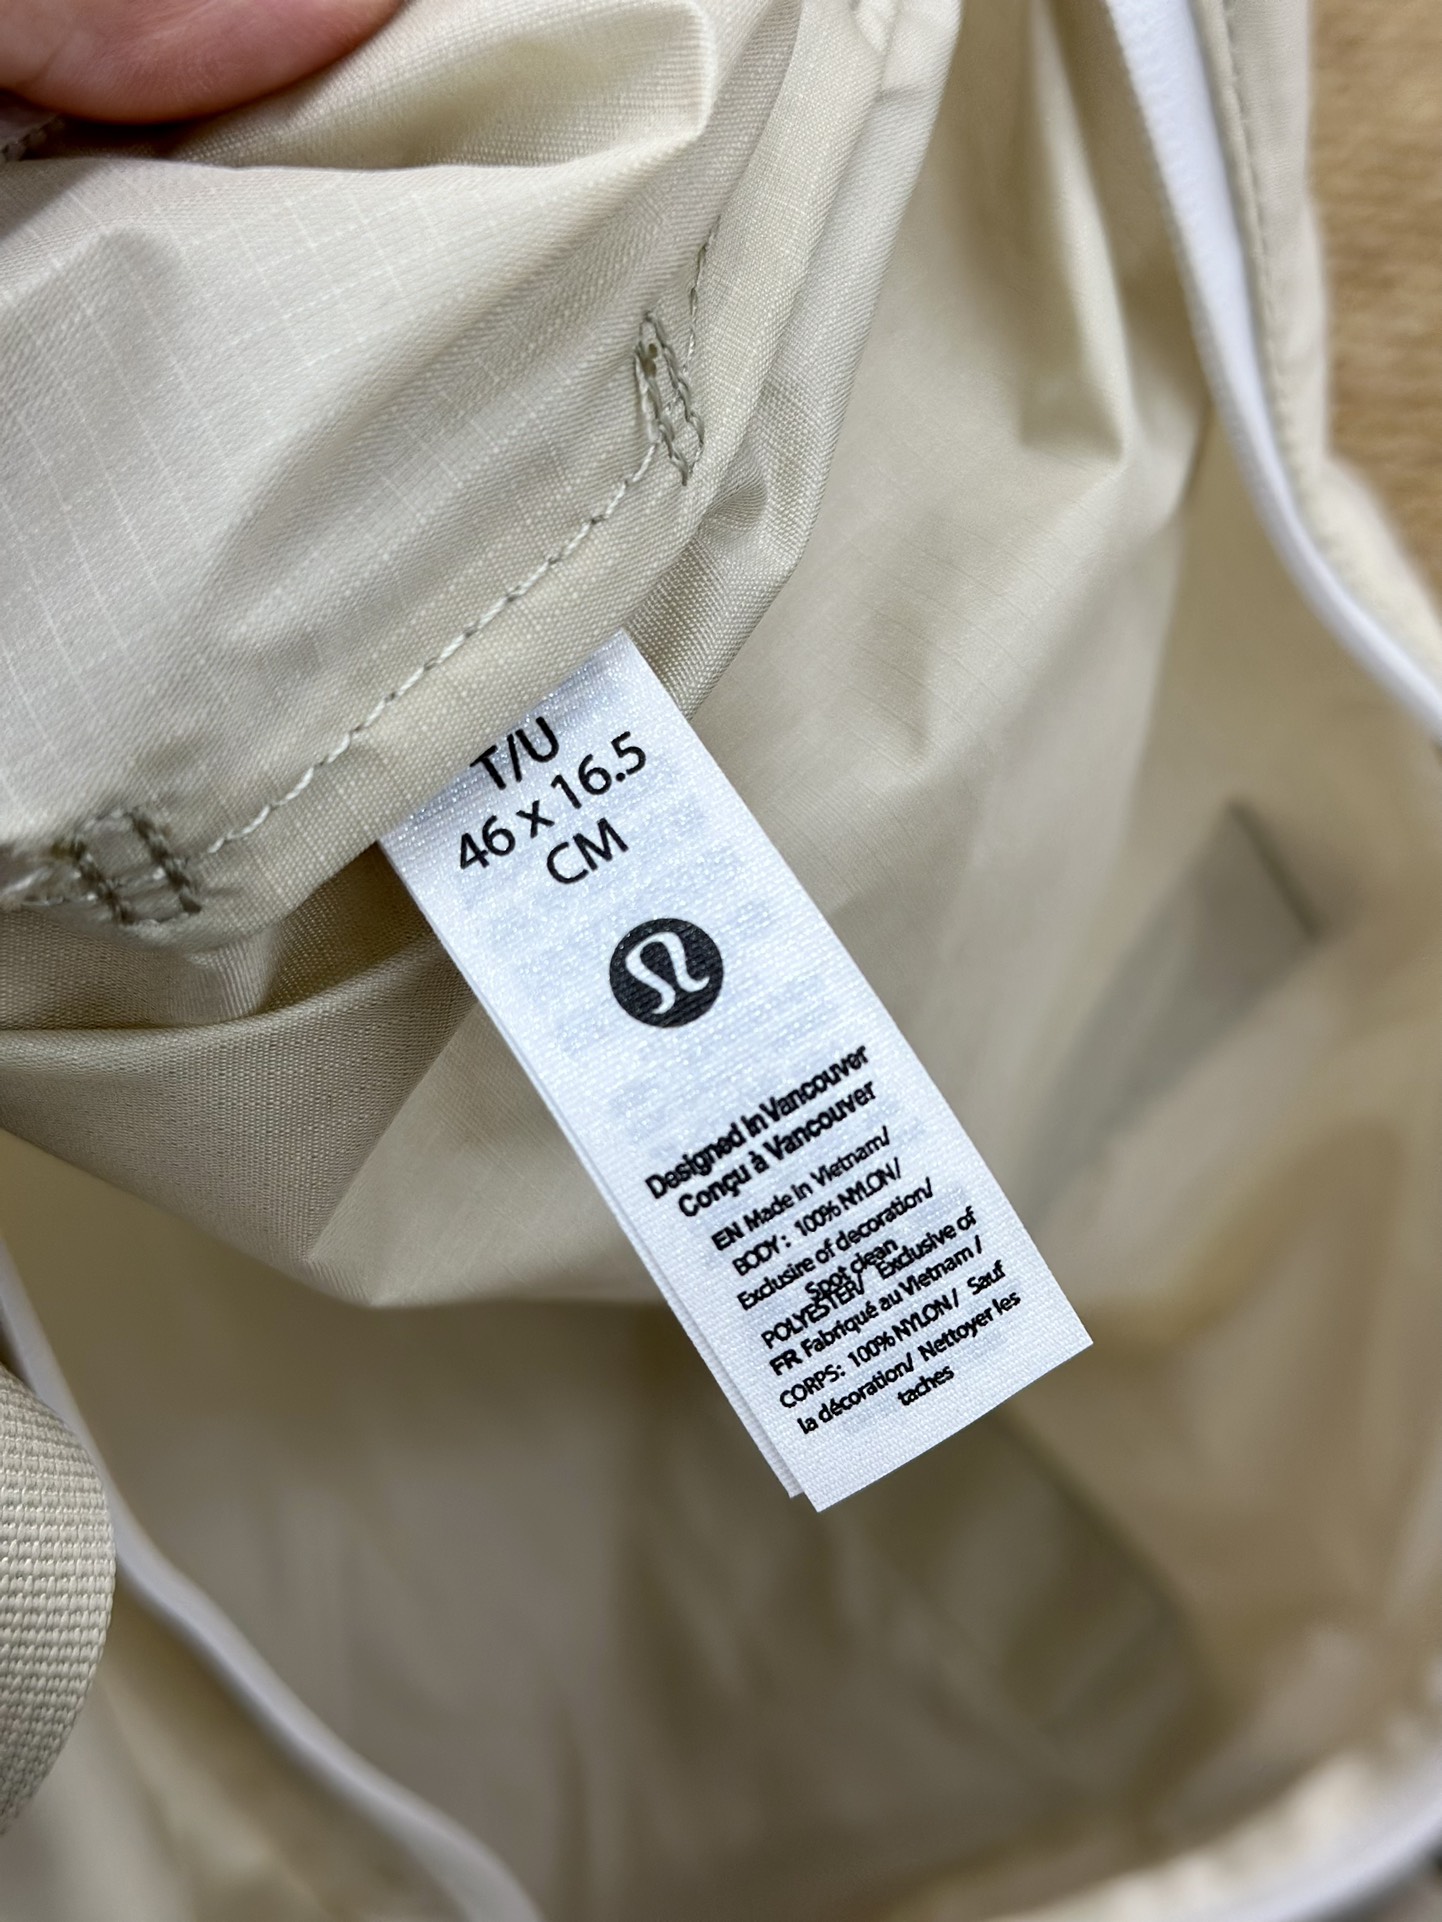 T/U
46 x 16.5
CM
Designed in Vancouver
Conçu à Vancouver
EN Made in Vietnam/
BODY: 100% NYLON/
Exclusire of decoration/
Spot clean
POLYESTER/ Exclusive of
FR Fabriqué au Vietnam /
CORPS: 100% NYLON/ Sauf
la décoration/ Nettoyer les
taches